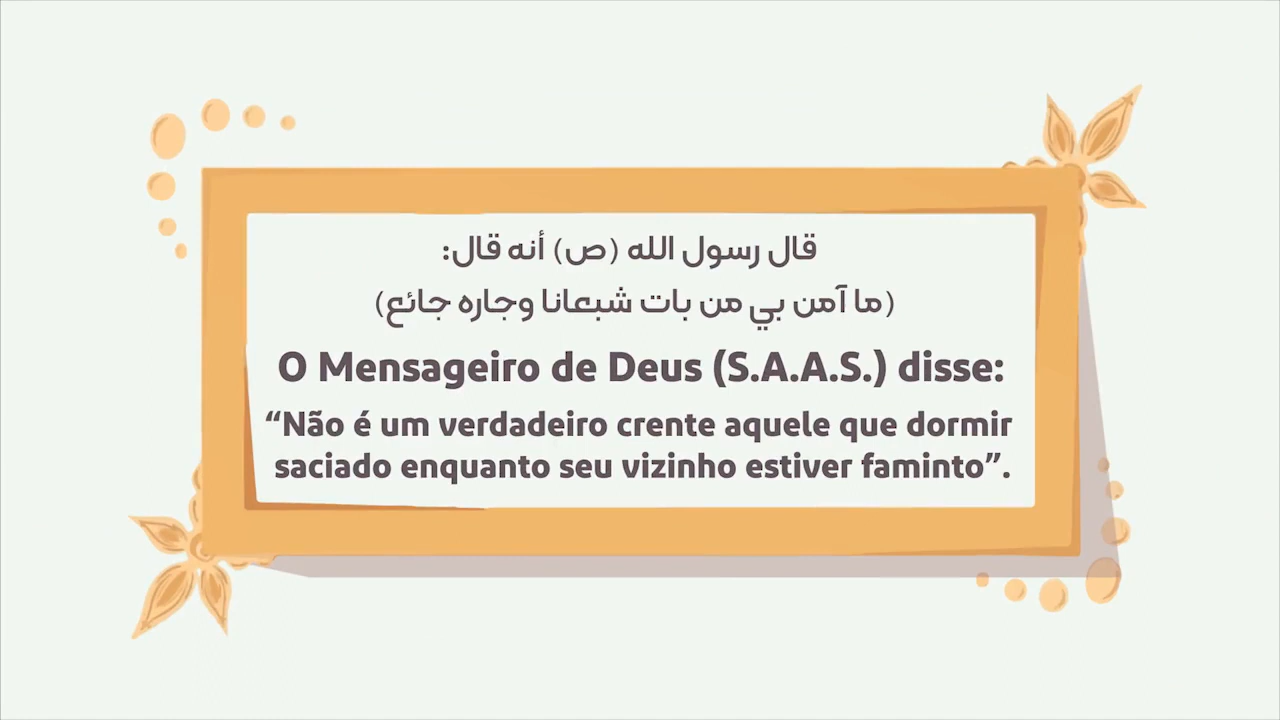 قال رسول الله (ص) أنه قال:
(ما آمن بي من بات شبعانا وجاره جائع)
O Mensageiro de Deus (S.A.A.S.) disse:
“Não é um verdadeiro crente aquele que dormir
saciado enquanto seu vizinho estiver faminto”.